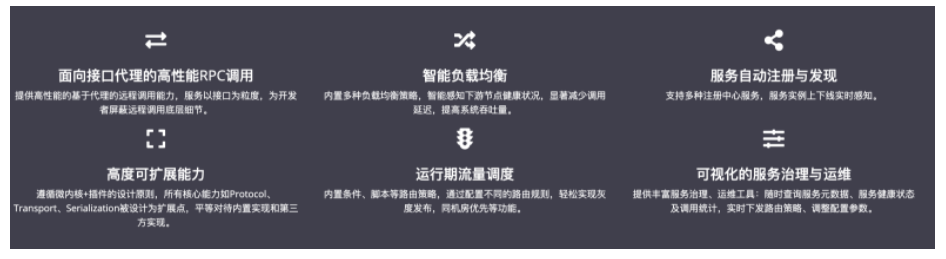 面向接口代理的高性能RPC调用
提供高性能的基于代理的远程调用能力，服务以接口为粒度，为开发
者屏蔽远程调用底层细节。
智能负载均衡
内置多种负载均衡策略，智能感知下游节点健康状况，显著减少调用
延迟，提高系统吞吐量。
服务自动注册与发现
支持多种注册中心服务，服务实例上下线实时感知。
高度可扩展能力
遵循微内核+插件的设计原则，所有核心能力如Protocol、
Transport、Serialization被设计为扩展点，平等对待内置实现和第三
方实现。
运行期流量调度
内置条件、脚本等路由策略，通过配置不同的路由规则，轻松实现灰
度发布，同机房优先等功能。
可视化的服务治理与运维
提供丰富服务治理、运维工具：随时查询服务元数据、服务健康状态
及调用统计，实时下发路由策略、调整配置参数。